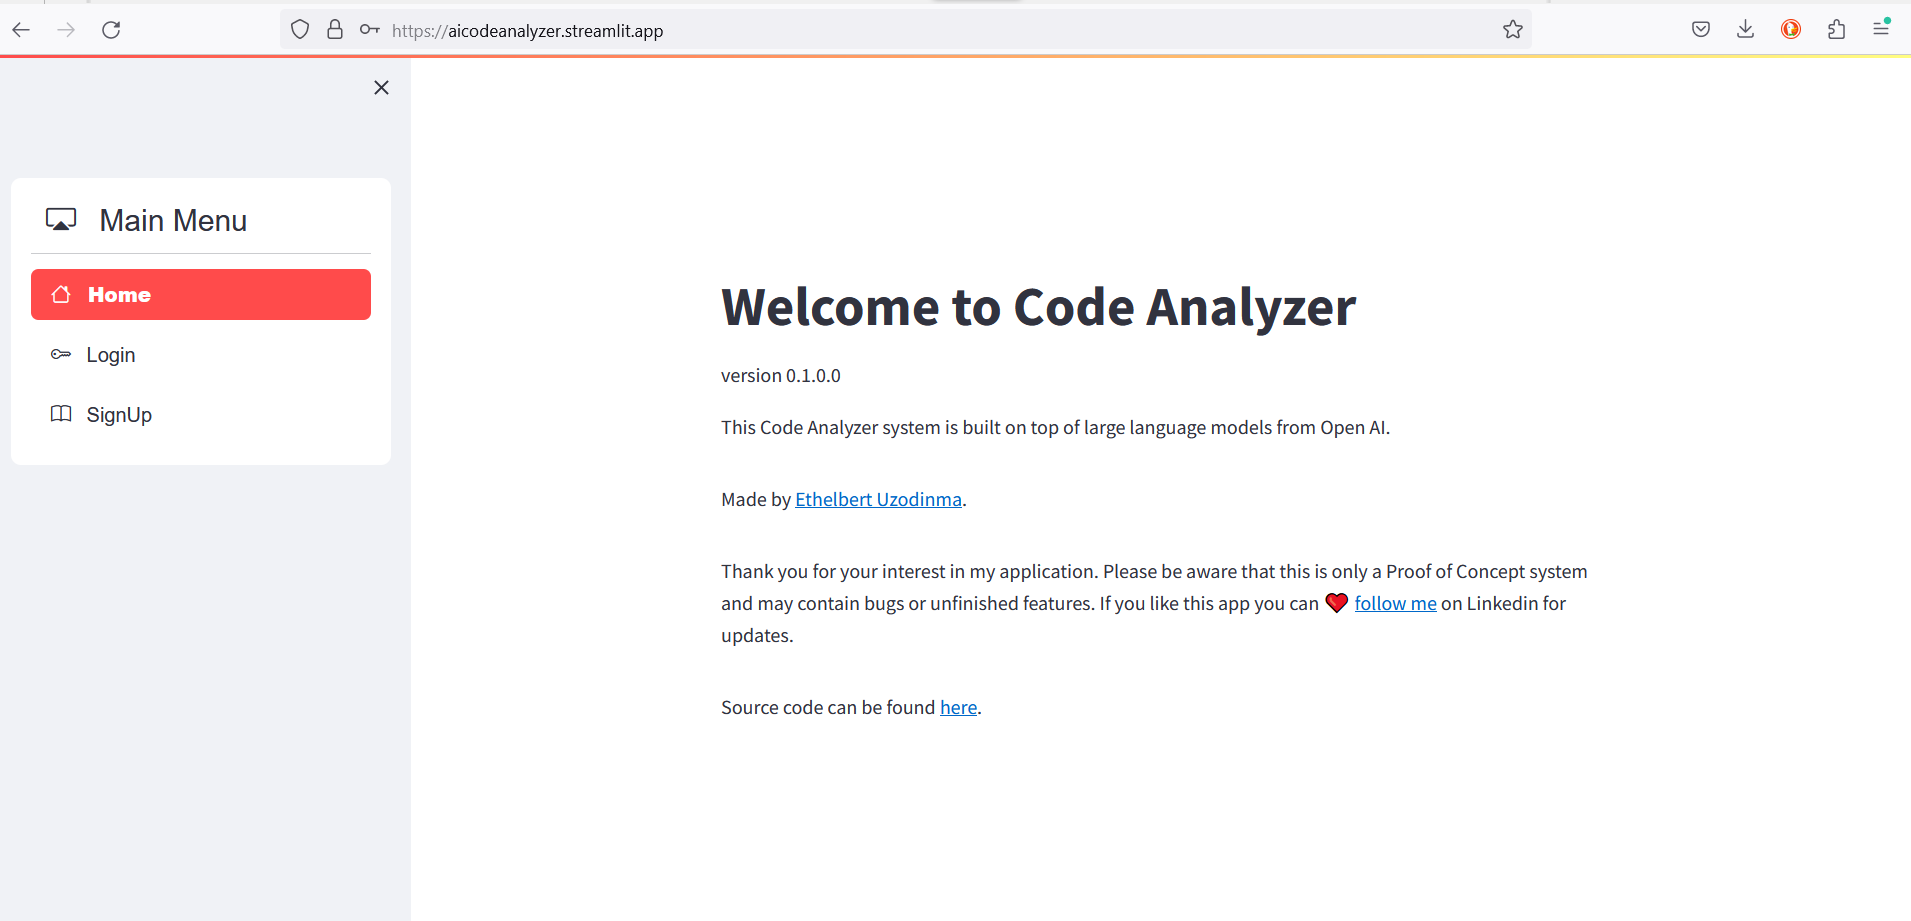 https://aicodeanalyzer.streamlit.app
Main Menu
Home
Login
SignUp
Welcome to Code Analyzer
version 0.1.0.0
This Code Analyzer system is built on top of large language models from Open AI.
Made by Ethelbert Uzodinma.
Thank you for your interest in my application. Please be aware that this is only a Proof of Concept system
and may contain bugs or unfinished features. If you like this app you can ❤️ follow me on Linkedin for
updates.
Source code can be found here.